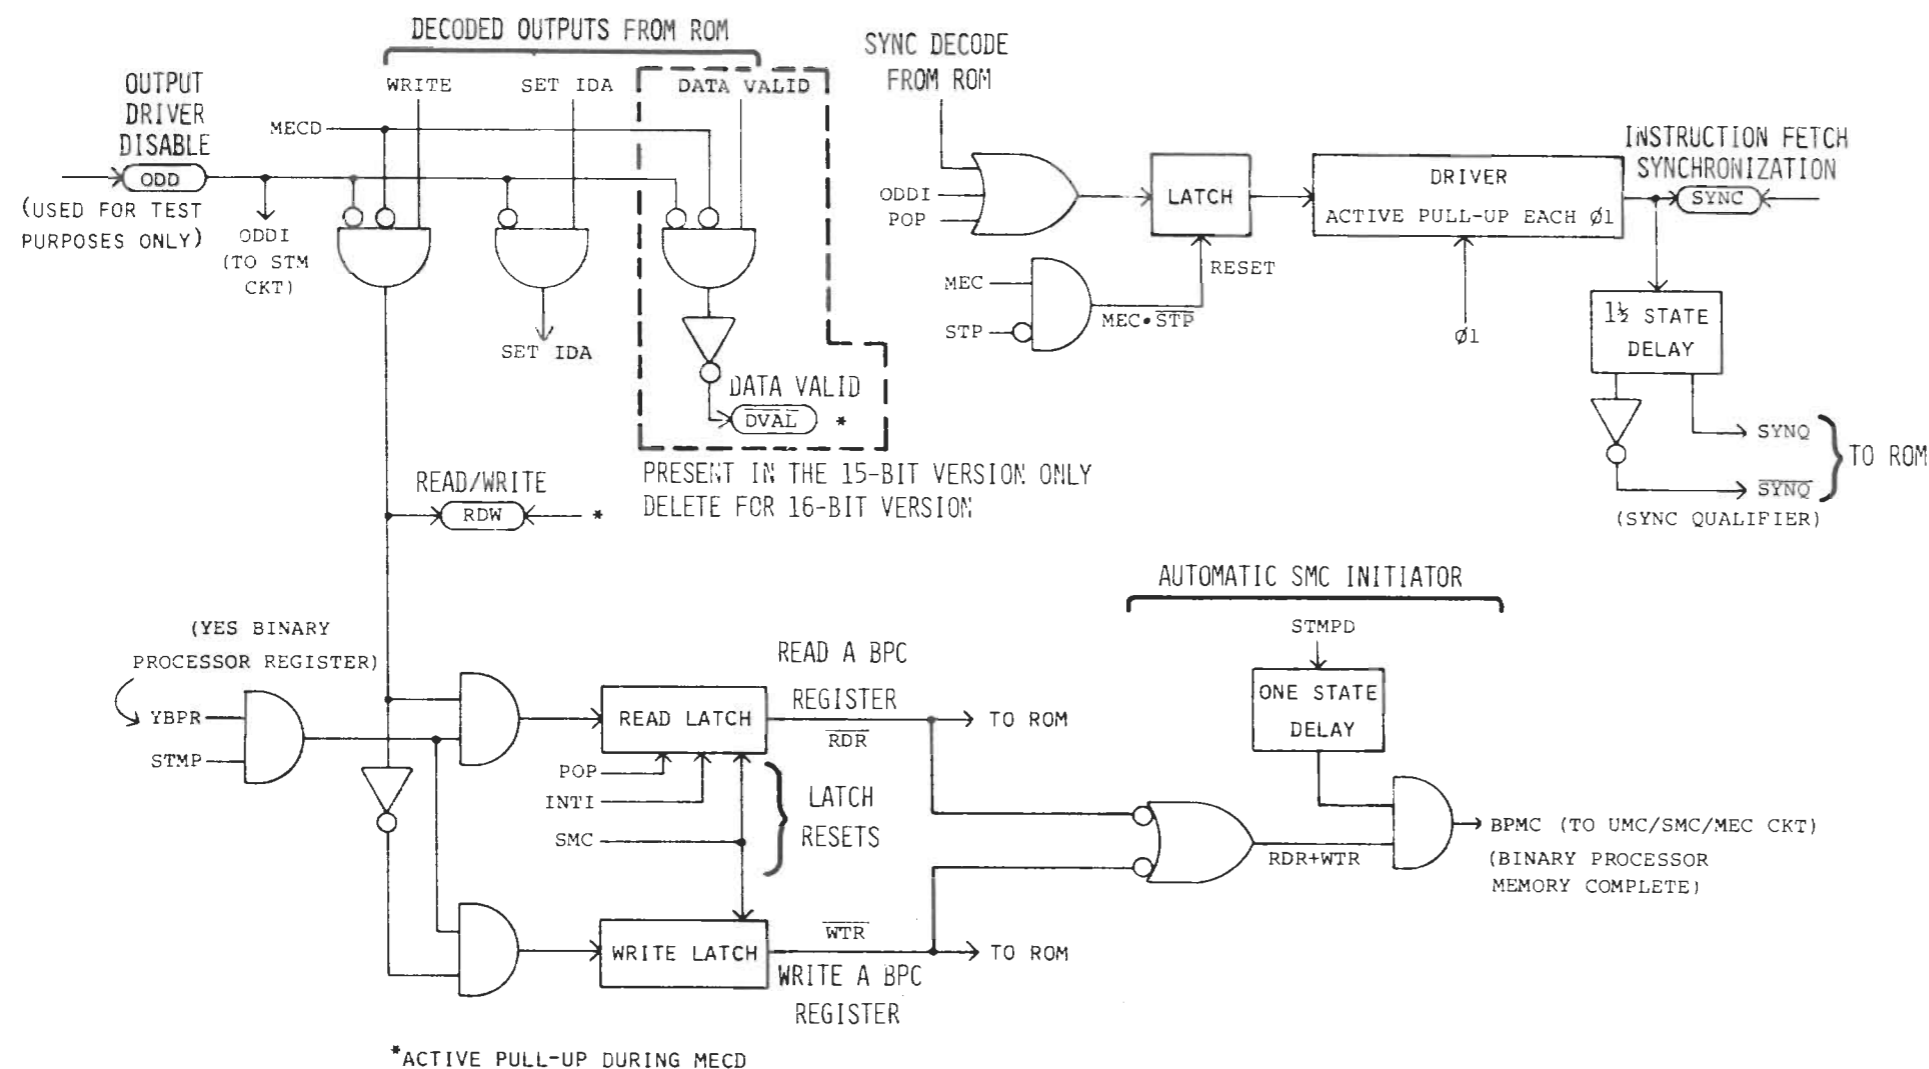 DECODED OUTPUTS FROM ROM
WRITE
SET IDA
DATA VALID
OUTPUT
DRIVER
DISABLE
MECD
ODD
(USED FOR TEST
PURPOSES ONLY)
ODDI
(TO STM
CKT)
SET IDA
DATA VALID
D̅V̅A̅L̅
*
PRESENT IN THE 15-BIT VERSION ONLY
DELETE FOR 16-BIT VERSION
SYNC DECODE
FROM ROM
ODDI
POP
LATCH
DRIVER
ACTIVE PULL-UP EACH Ø1
INSTRUCTION FETCH
SYNCHRONIZATION
SYNC
RESET
MEC
STP
MEC•S̅T̅P̅
Ø1
1½ STATE
DELAY
SYNQ
S̅Y̅N̅Q̅
TO ROM
(SYNC QUALIFIER)
READ/WRITE
RDW
*
(YES BINARY
PROCESSOR REGISTER)
YBPR
STMP
READ LATCH
READ A BPC
REGISTER
R̅D̅R̅
TO ROM
POP
INTI
SMC
LATCH
RESETS
WRITE LATCH
W̅T̅R̅
TO ROM
WRITE A BPC
REGISTER
AUTOMATIC SMC INITIATOR
STMPD
ONE STATE
DELAY
RDR+WTR
BPMC (TO UMC/SMC/MEC CKT)
(BINARY PROCESSOR
MEMORY COMPLETE)
*ACTIVE PULL-UP DURING MECD